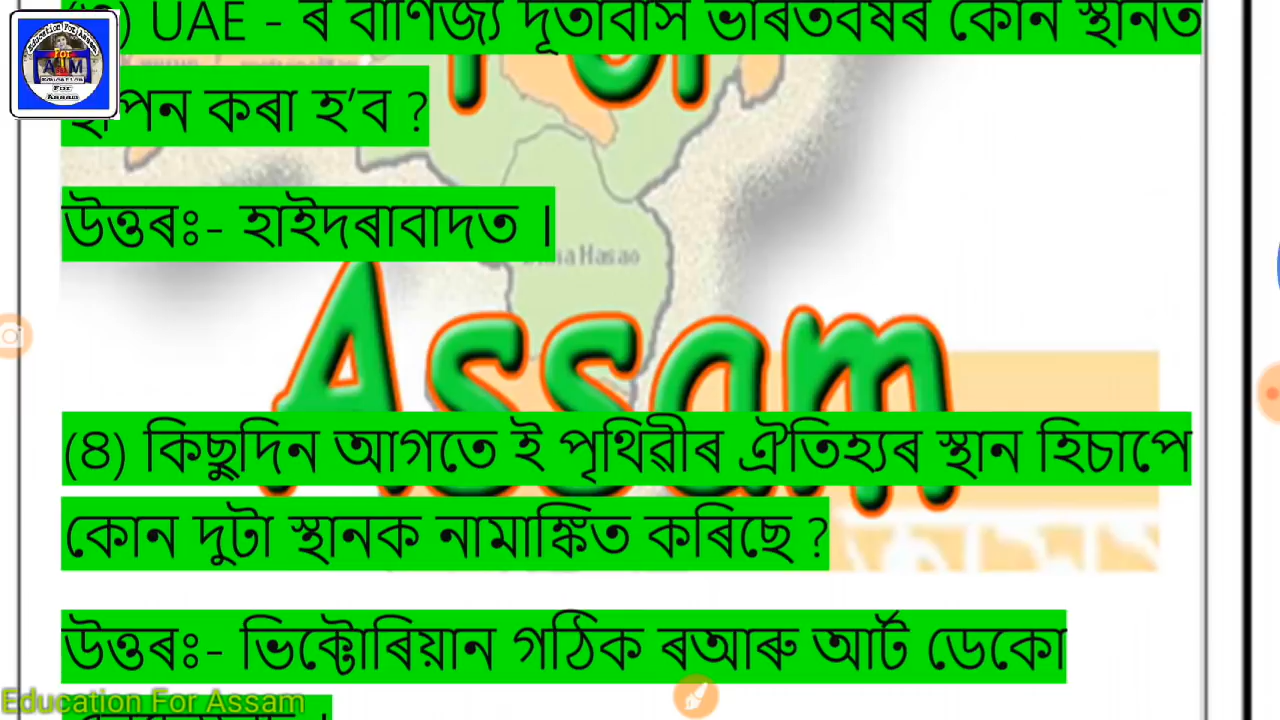 UAE - ৰ বাণিজ্য দূতাবাস ভাৰতবৰ্ষৰ কোন স্থানত
স্থাপন কৰা হ’ব ?
উত্তৰঃ- হাইদৰাবাদত ।
Hasao
Assam
(৪) কিছুদিন আগতে ই পৃথিৱীৰ ঐতিহ্যৰ স্থান হিচাপে
কোন দুটা স্থানক নামাঙ্কিত কৰিছে ?
উত্তৰঃ- ভিক্টোৰিয়ান গঠিক ৰআৰু আৰ্ট ডেকো
Education For Assam